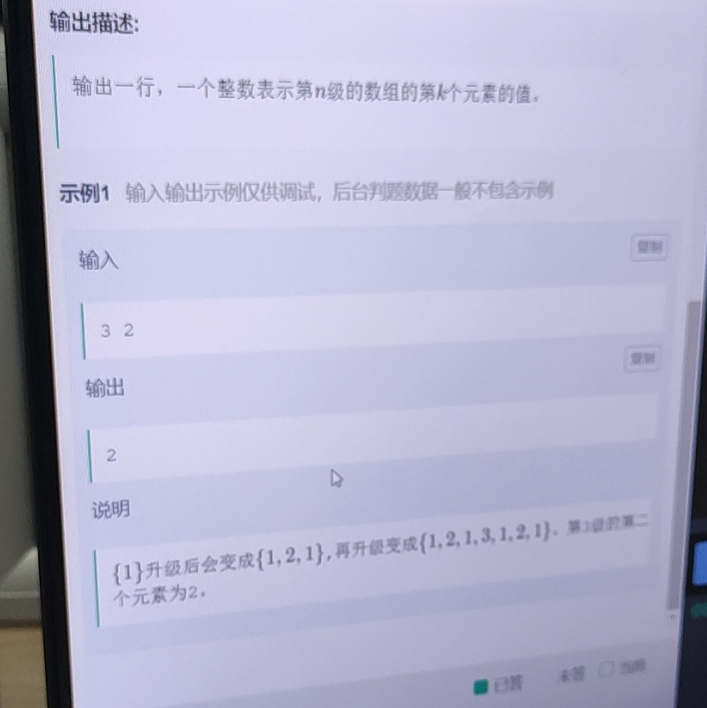 输出描述:
输出一行，一个整数表示第n级的数组的第k个元素的值。
示例1 输入输出示例仅供调试，后台判题数据一般不包含示例
输入
复制
3 2
复制
输出
2
说明
{1}升级后会变成{1,2,1},再升级变成{1,2,1,3,1,2,1}。第3级的第二
个元素为2。
已答 未答 当前